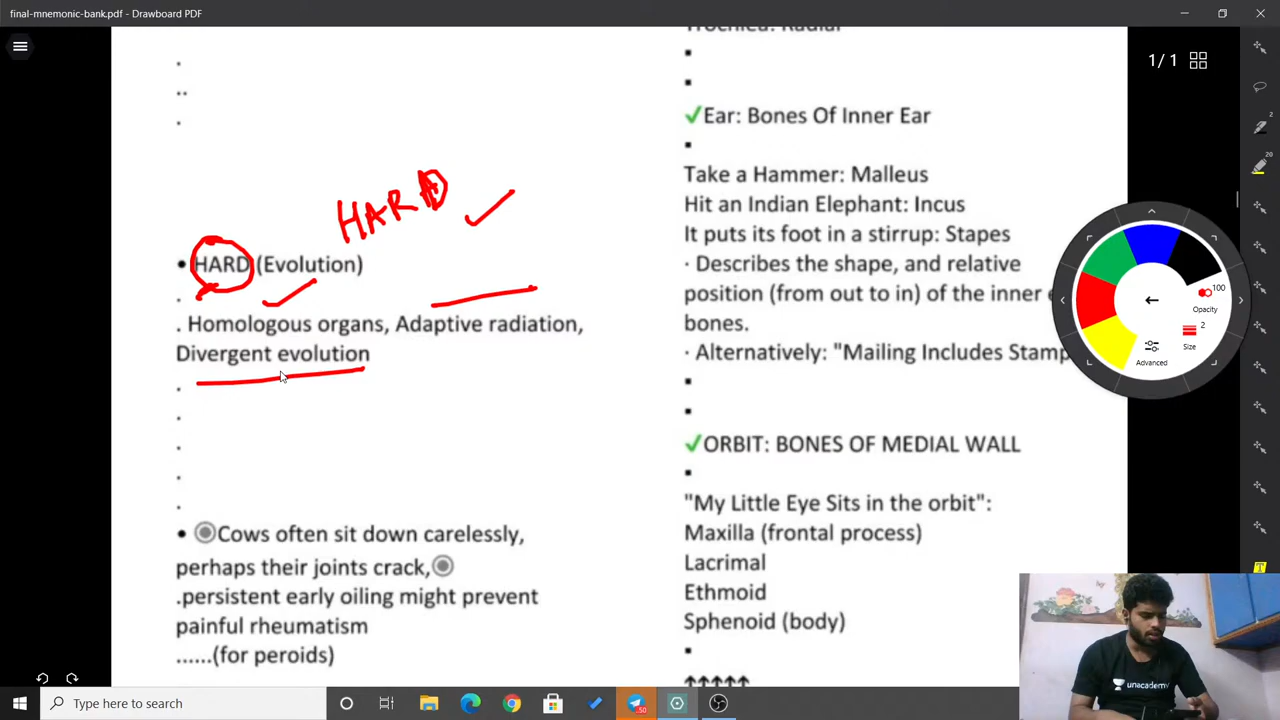 final-mnemonic-bank.pdf - Drawboard PDF
1/1
.
..
.
HARD
• HARD (Evolution)
.
. Homologous organs, Adaptive radiation,
Divergent evolution
.
.
.
.
.
• Cows often sit down carelessly,
perhaps their joints crack,
.persistent early oiling might prevent
painful rheumatism
......(for peroids)
▪
▪
✓Ear: Bones Of Inner Ear
▪
Take a Hammer: Malleus
Hit an Indian Elephant: Incus
It puts its foot in a stirrup: Stapes
· Describes the shape, and relative
position (from out to in) of the inner
bones.
· Alternatively: "Mailing Includes Stamp
▪
▪
✓ORBIT: BONES OF MEDIAL WALL
▪
"My Little Eye Sits in the orbit":
Maxilla (frontal process)
Lacrimal
Ethmoid
Sphenoid (body)
▪
↑↑↑↑↑
100
Opacity
2
Size
Advanced
2
20
T
unacademy
Type here to search
50